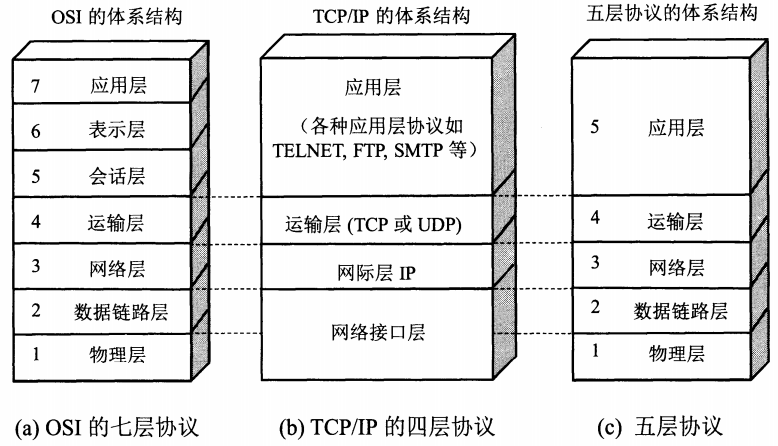 OSI 的体系结构
7 应用层
6 表示层
5 会话层
4 运输层
3 网络层
2 数据链路层
1 物理层
(a) OSI 的七层协议
TCP/IP 的体系结构
应用层
（各种应用层协议如
TELNET, FTP, SMTP 等）
运输层 (TCP 或 UDP)
网际层 IP
网络接口层
(b) TCP/IP 的四层协议
五层协议的体系结构
5 应用层
4 运输层
3 网络层
2 数据链路层
1 物理层
(c) 五层协议